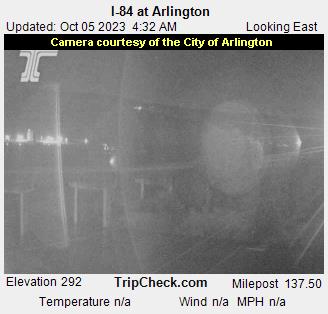 I-84 at Arlington
Updated: Oct 05 2023 4:32 AM Looking East
Camera courtesy of the City of Arlington
Elevation 292 TripCheck.com Milepost 137.50
Temperature n/a Wind n/a MPH n/a